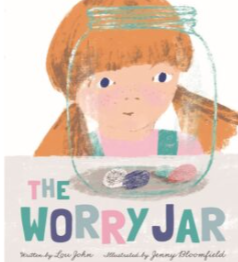 THE
WORRY JAR
Written by Lou John Illustrated by Jenny Bloomfield